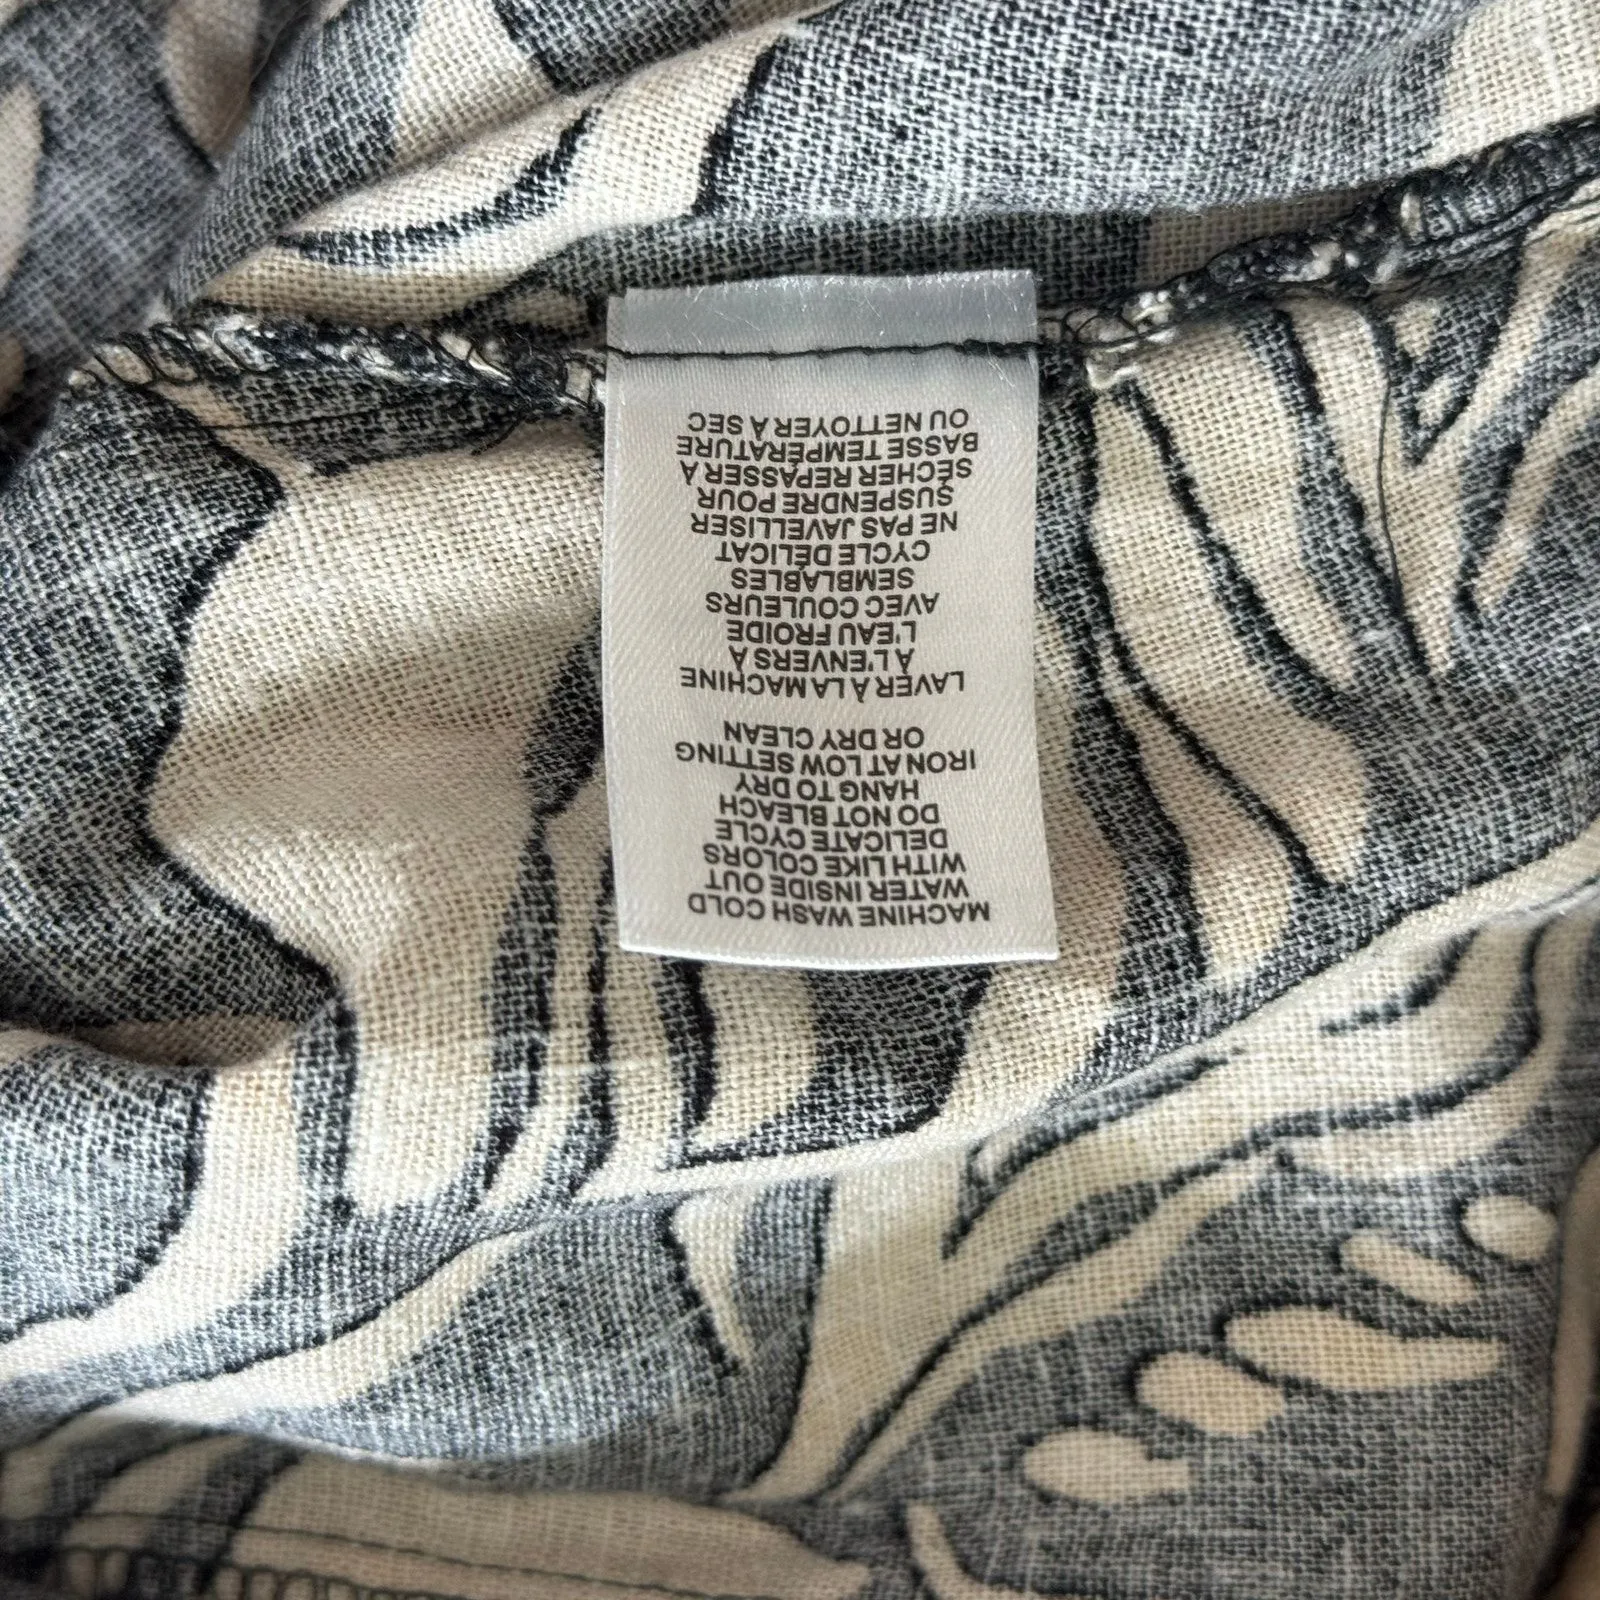 MACHINE WASH COLD
WATER INSIDE OUT
WITH LIKE COLORS
DELICATE CYCLE
DO NOT BLEACH
HANG TO DRY
IRON AT LOW SETTING
OR DRY CLEAN
LAVER À LA MACHINE
À L'ENVERS À
L'EAU FROIDE
AVEC COULEURS
SEMBLABLES
CYCLE DÉLICAT
NE PAS JAVELLISER
SUSPENDRE POUR
SÉCHER REPASSER À
BASSE TEMPÉRATURE
OU NETTOYER À SEC